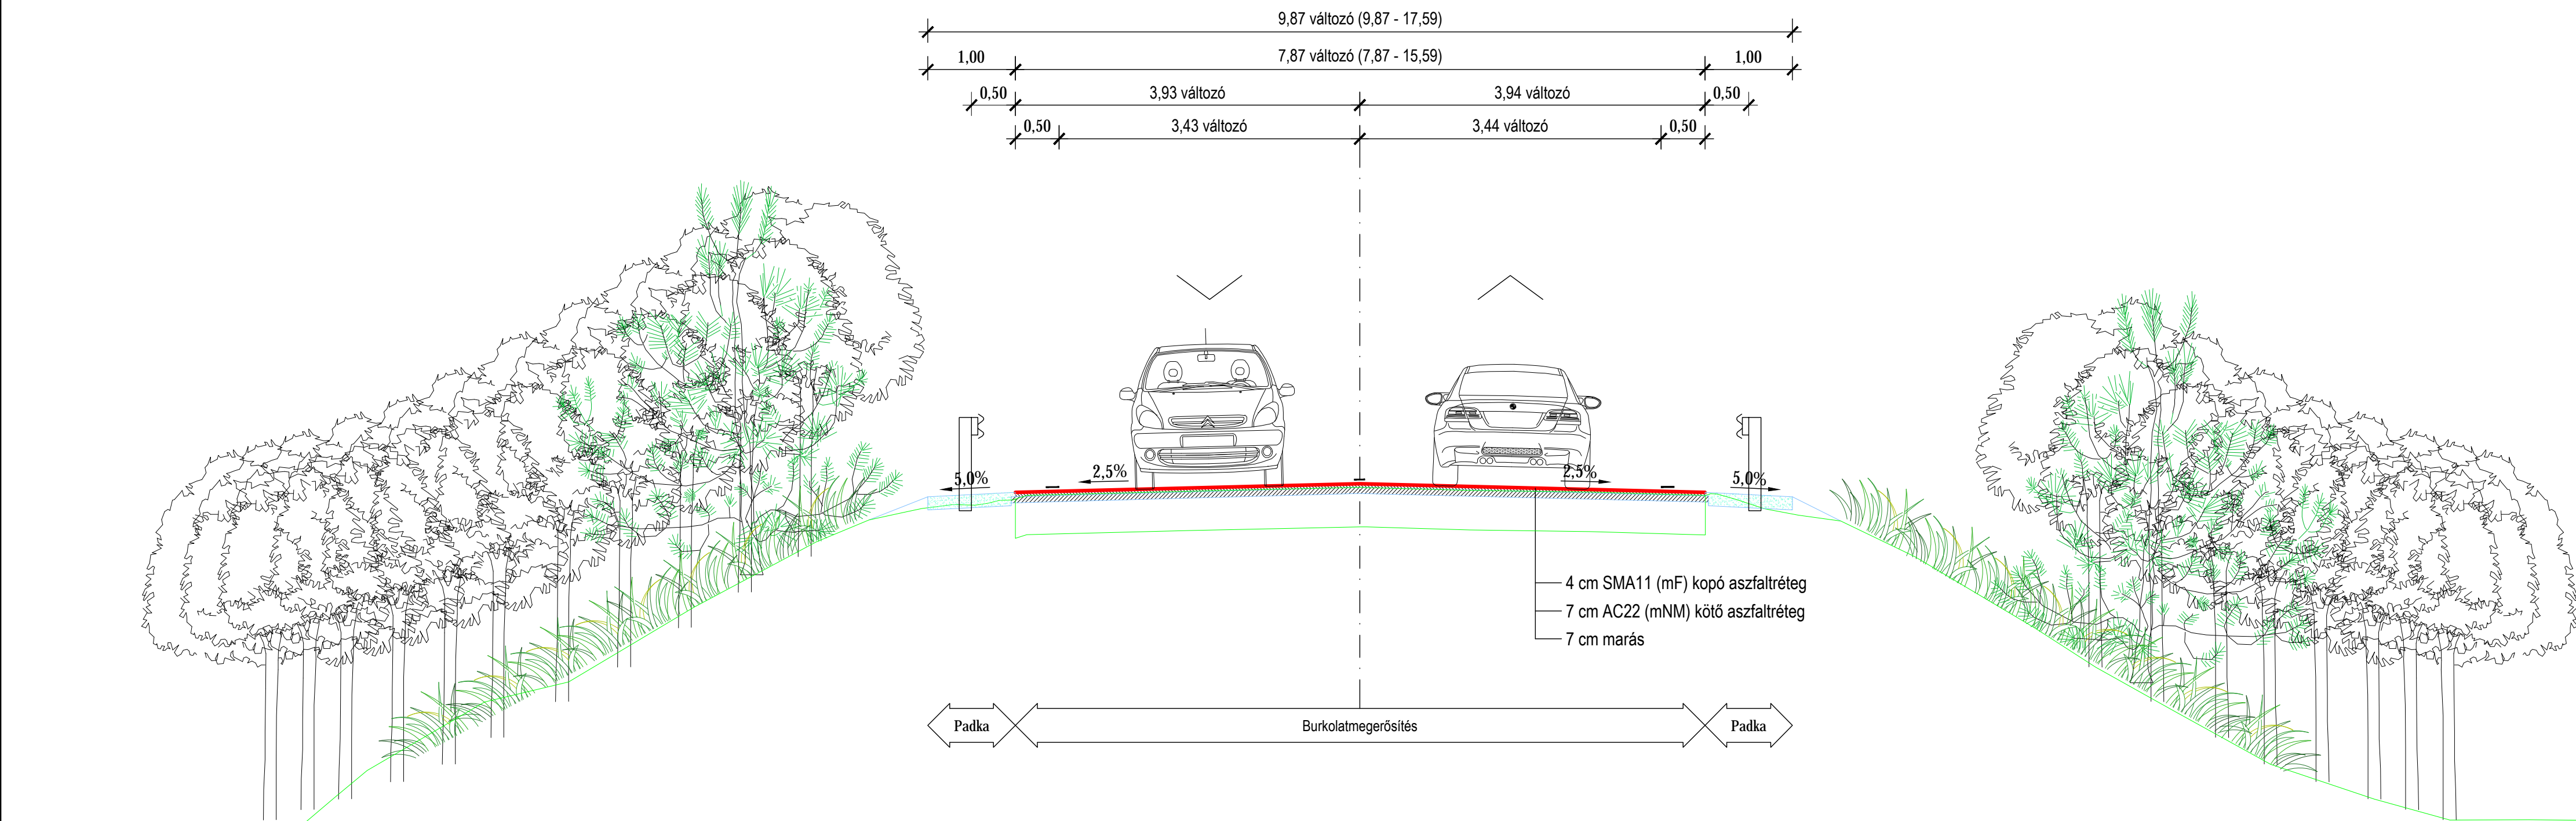 9,87 változó (9,87 - 17,59)
1,00
7,87 változó (7,87 - 15,59)
1,00
0,50
3,93 változó
3,94 változó
0,50
0,50
3,43 változó
3,44 változó
0,50
5,0%
2,5%
2,5%
5,0%
4 cm SMA11 (mF) kopó aszfaltréteg
7 cm AC22 (mNM) kötő aszfaltréteg
7 cm marás
Padka
Burkolatmegerősítés
Padka